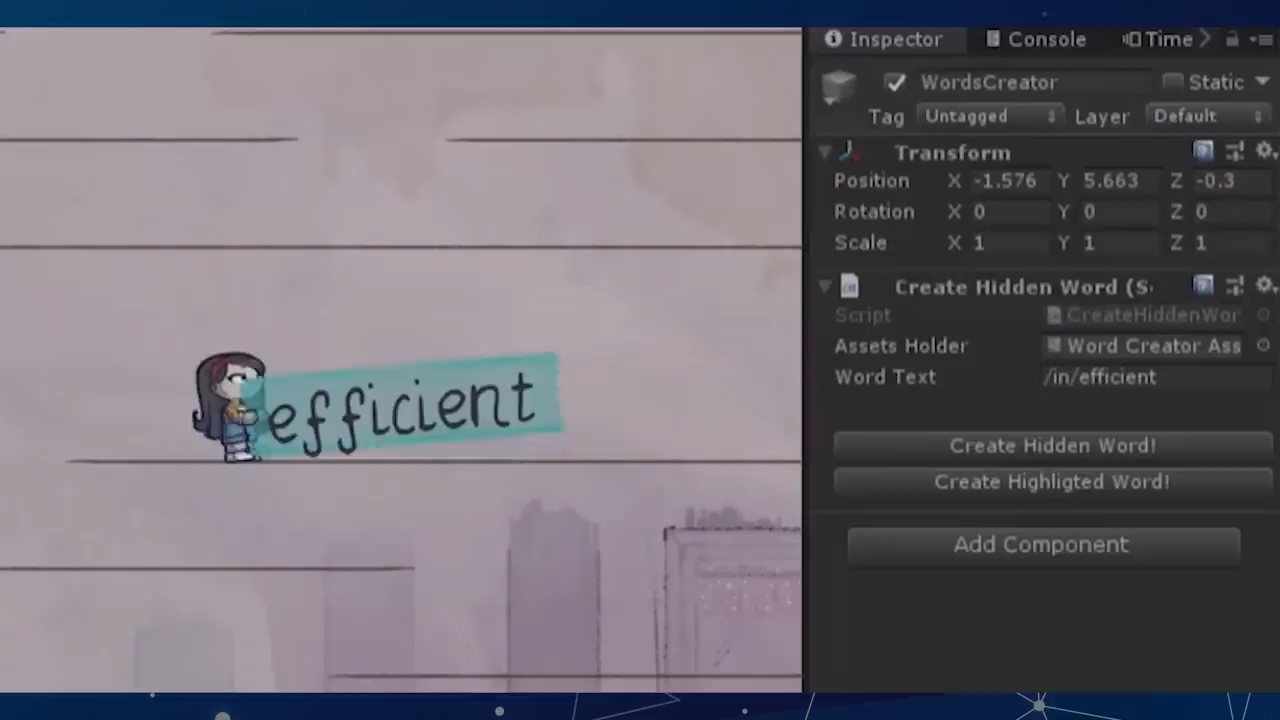 efficient
Inspector Console Time
WordsCreator Static
Tag Untagged Layer Default
Transform
Position X -1.576 Y 5.663 Z -0.3
Rotation X 0 Y 0 Z 0
Scale X 1 Y 1 Z 1
Create Hidden Word (S
Script CreateHiddenWor
Assets Holder Word Creator Ass
Word Text /in/efficient
Create Hidden Word!
Create Highligted Word!
Add Component